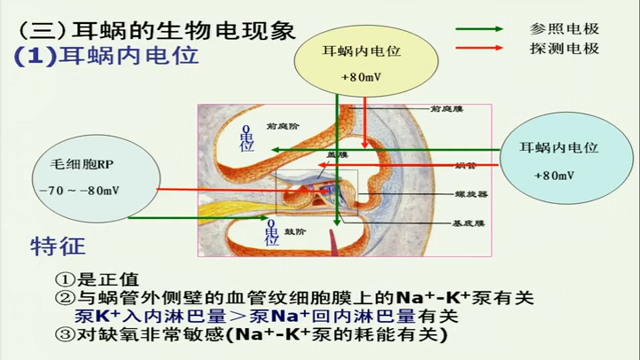 (三)耳蜗的生物电现象
(1)耳蜗内电位
参照电极
探测电极
耳蜗内电位
+80mV
前庭膜
前庭阶
0电位
盖膜
耳蜗内电位
+80mV
毛细胞RP
-70~-80mV
蜗管
螺旋器
基底膜
0电位
鼓阶
特征
①是正值
②与蜗管外侧壁的血管纹细胞膜上的Na⁺-K⁺泵有关
泵K⁺入内淋巴量＞泵Na⁺回内淋巴量有关
③对缺氧非常敏感(Na⁺-K⁺泵的耗能有关)